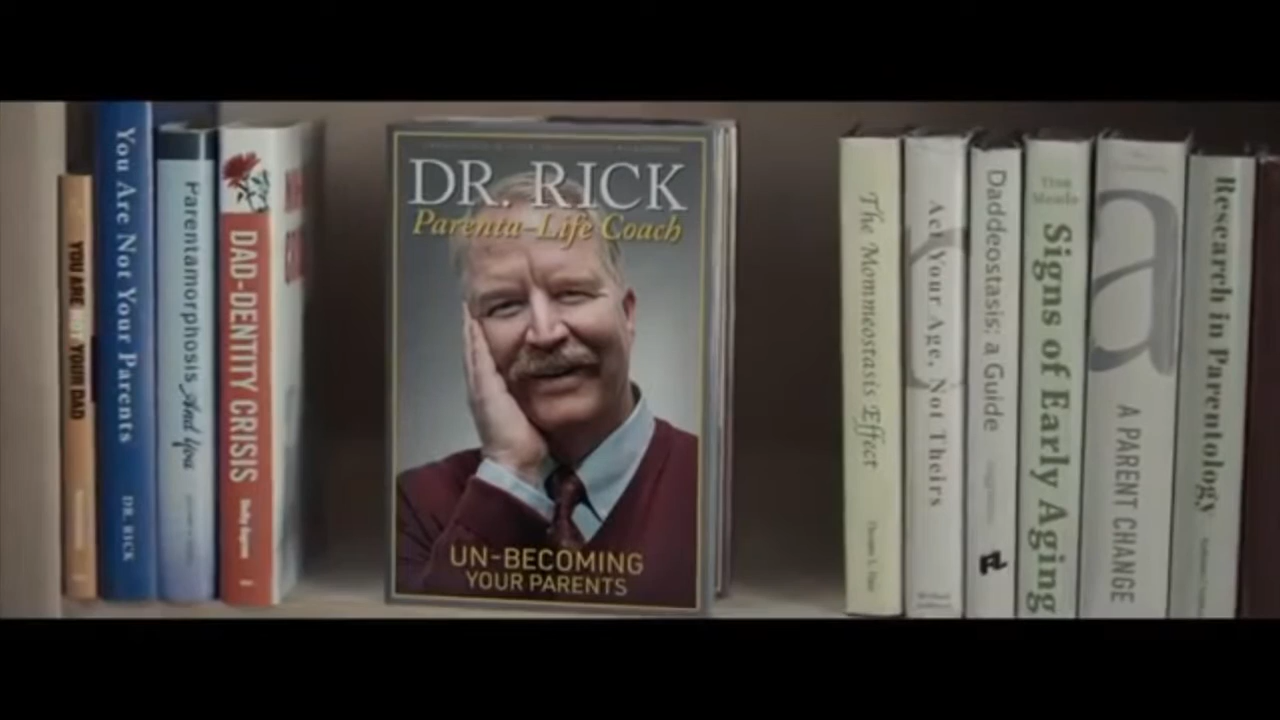 YOU ARE NOT YOUR DAD
You Are Not Your Parents
DR. RICK
Parentamorphosis And You
DAD-DENTITY CRISIS
DR. RICK
Parenta-Life Coach
UN-BECOMING
YOUR PARENTS
The Mommeostasis Effect
Act Your Age, Not Theirs
Daddeostasis: a Guide
Signs of Early Aging
a
A PARENT CHANGE
Research in Parentology